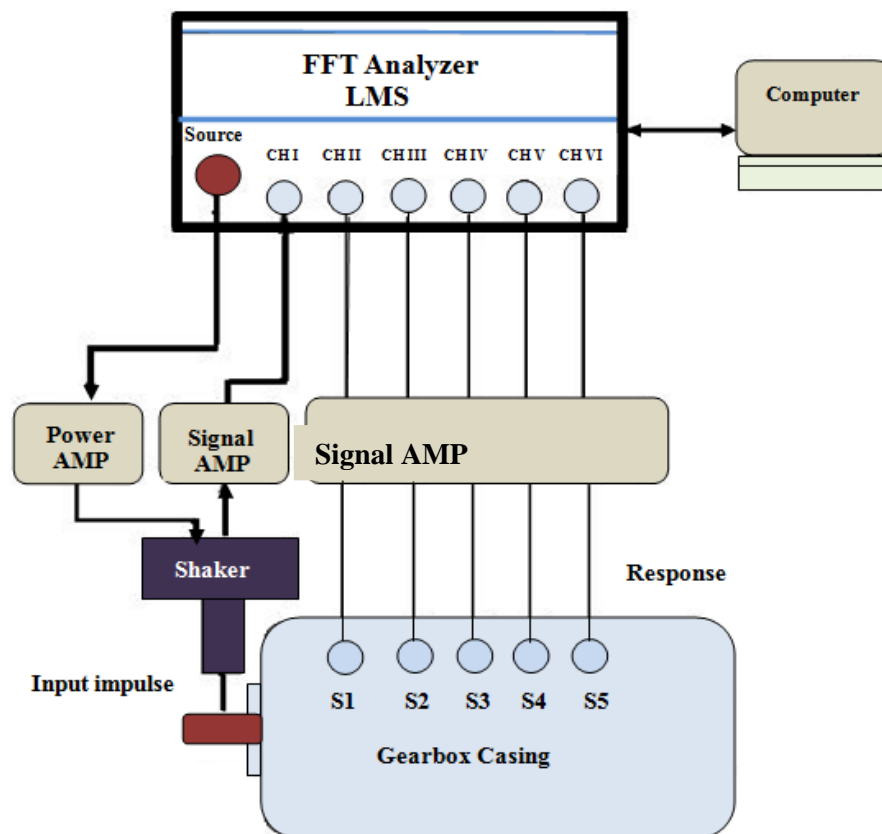 FFT Analyzer
LMS
Computer
Source
CH I CH II CH III CH IV CH V CH VI
Power
AMP
Signal
AMP
Signal AMP
Shaker
Response
Input impulse
S1 S2 S3 S4 S5
Gearbox Casing